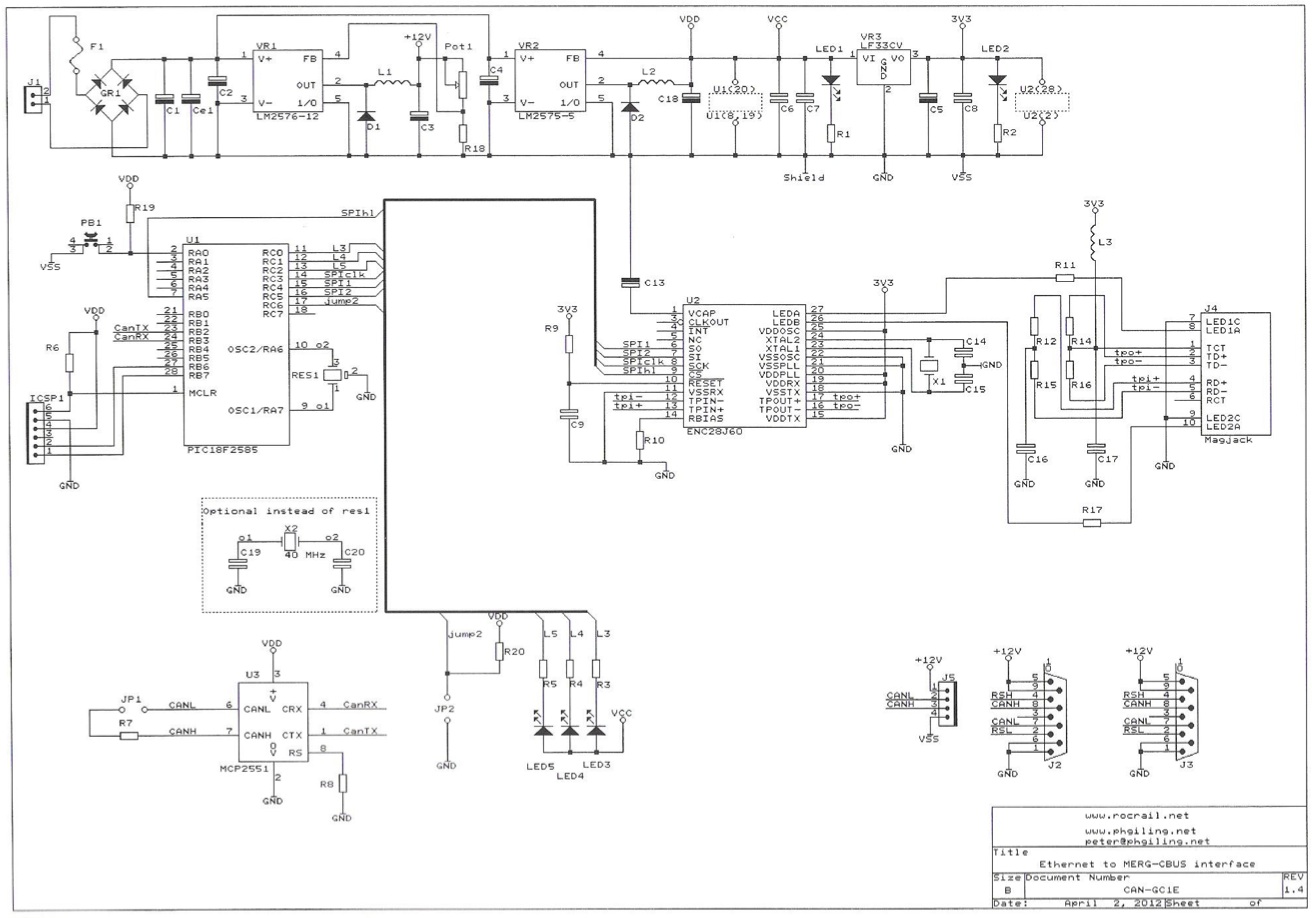 F1
J1
2
1
GR1
C1
Ce1
C2
VR1
1 V+ FB 4
OUT 2
3 V- 1/O 5
LM2576-12
D1
L1
+12V
C3
Pot1
R18
C4
VR2
1 V+ FB 4
OUT 2
3 V- 1/O 5
LM2575-5
D2
L2
C18
VDD
U1(20)
U1(8,19)
VCC
C6
C7
Shield
LED1
R1
VR3
LF33CV
1 VI VO 3
GND
2
GND
C5
3V3
C8
VSS
LED2
R2
U2(28)
U2(2)
VDD
R19
PB1
4 1
3 2
VSS
SPIhl
U1
2 RA0
3 RA1
4 RA2
5 RA3
6 RA4
7 RA5
21 RB0
22 RB1
CanTX 23 RB2
CanRX 24 RB3
25 RB4
26 RB5
27 RB6
28 RB7
1 MCLR
RC0 11 L3
RC1 12 L4
RC2 13 L5
RC3 14 SPIclk
RC4 15 SPI1
RC5 16 SPI2
RC6 17 jump2
RC7 18
OSC2/RA6 10 o2
OSC1/RA7 9 o1
PIC18F2585
RES1
3
2
1
GND
VDD
R6
ICSP1
6
5
4
3
2
1
GND
Optional instead of res1
o1 X2 o2
C19 40 MHz C20
GND GND
C13
3V3
R9
C9
U2
1 VCAP
3 CLKOUT
4 INT
5 NC
SPI1 6 SO
SPI2 7 SI
SPIclk 8 SCK
SPIhl 9 CS
10 RESET
11 VSSRX
tpi- 12 TPIN-
tpi+ 13 TPIN+
14 RBIAS
LEDA 27
LEDB 26
VDDOSC 25
XTAL2 24
XTAL1 23
VSSOSC 22
VSSPLL 21
VDDPLL 20
VDDRX 19
VSSTX 18
TPOUT+ 17 tpo+
TPOUT- 16 tpo-
VDDTX 15
ENC28J60
R10
GND
3V3
C14
GND
X1
C15
GND
3V3
L3
R11
R12
R14
R15
R16
tpo+
tpo-
tpi+
tpi-
C16
GND
C17
GND
R17
J4
7 LED1C
8 LED1A
1 TCT
2 TD+
3 TD-
4 RD+
5 RD-
6 RCT
9 LED2C
10 LED2A
Magjack
GND
jump2
VDD
R20
JP2
GND
L5 L4 L3
R5 R4 R3
VCC
LED5
LED4
LED3
VDD
3
U3
+
V
JP1
CANL 6 CANL CRX 4 CanRX
R7
CANH 7 CANH CTX 1 CanTX
0
V
RS 8
MCP2551
2
GND
R8
GND
+12V
J5
1
CANL 2
CANH 3
4
VSS
+12V
10
5
9
RSH 4
CANH 8
3
CANL 7
RSL 2
6
1
GND
J2
+12V
10
5
9
RSH 4
CANH 8
3
CANL 7
RSL 2
6
1
GND
J3
www.rocrail.net
www.phgiling.net
peter@phgiling.net
Title
Ethernet to MERG-CBUS interface
Size Document Number REV
B CAN-GC1E 1.4
Date: April 2, 2012 Sheet of